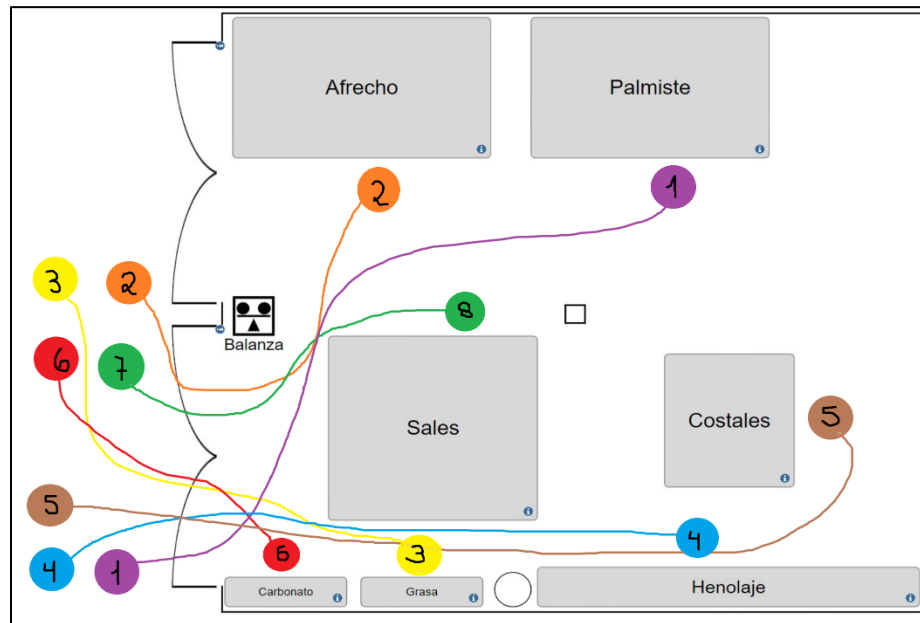 Afrecho
Palmiste
2
1
3
2
8
Balanza
6
7
Sales
Costales
5
5
4
1
6
3
4
Carbonato
Grasa
Henolaje